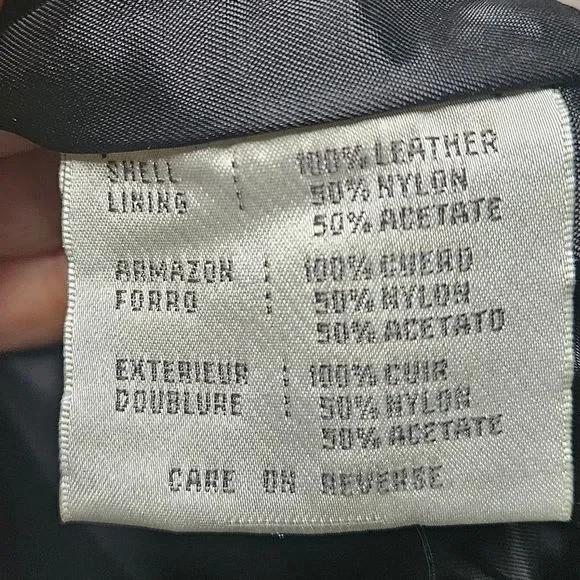 SHELL : 100% LEATHER
LINING : 50% NYLON
50% ACETATE
ARMAZON : 100% CUERO
FORRO : 50% NYLON
50% ACETATO
EXTERIEUR : 100% CUIR
DOUBLURE : 50% NYLON
50% ACETATE
CARE ON REVERSE